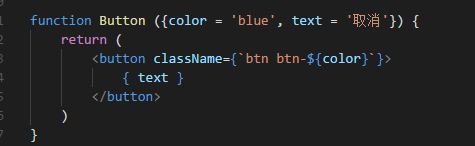 function Button ({color = 'blue', text = '取消'}) {
return (
<button className={`btn btn-${color}`}>
{ text }
</button>
)
}